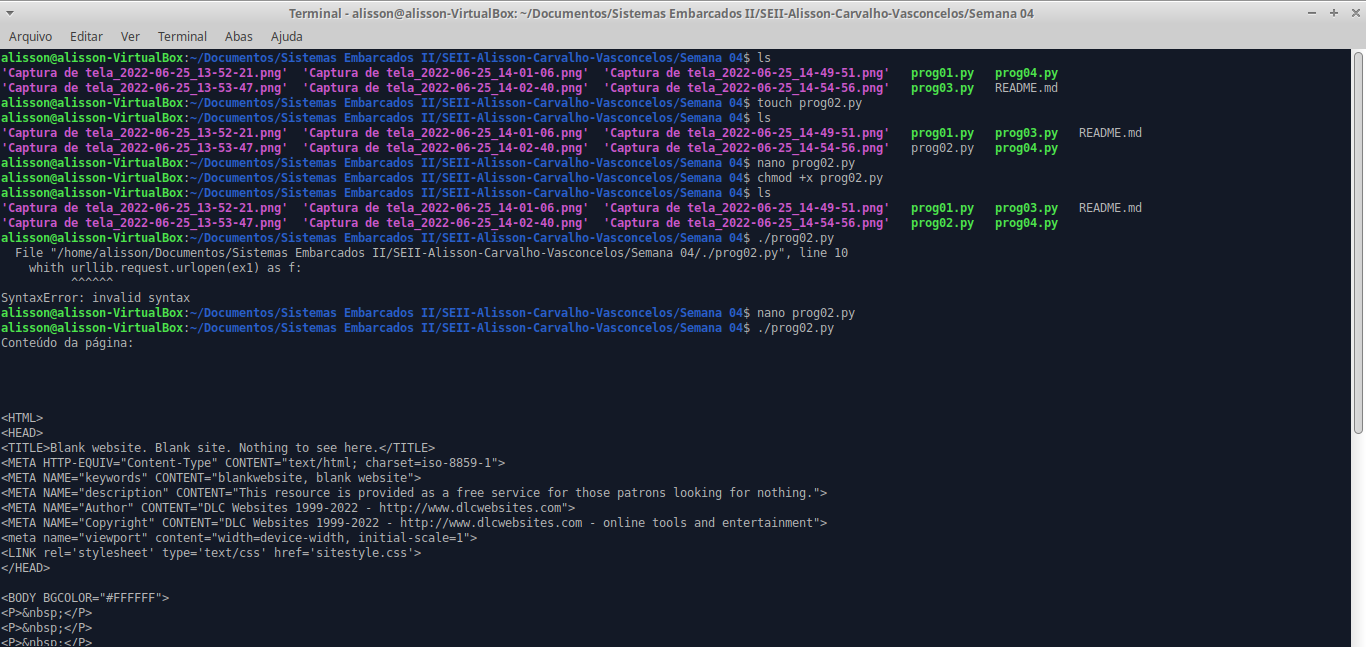 Terminal - alisson@alisson-VirtualBox: ~/Documentos/Sistemas Embarcados II/SEII-Alisson-Carvalho-Vasconcelos/Semana 04
Arquivo Editar Ver Terminal Abas Ajuda
alisson@alisson-VirtualBox:~/Documentos/Sistemas Embarcados II/SEII-Alisson-Carvalho-Vasconcelos/Semana 04$ ls
'Captura de tela_2022-06-25_13-52-21.png' 'Captura de tela_2022-06-25_14-01-06.png' 'Captura de tela_2022-06-25_14-49-51.png' prog01.py prog04.py
'Captura de tela_2022-06-25_13-53-47.png' 'Captura de tela_2022-06-25_14-02-40.png' 'Captura de tela_2022-06-25_14-54-56.png' prog03.py README.md
alisson@alisson-VirtualBox:~/Documentos/Sistemas Embarcados II/SEII-Alisson-Carvalho-Vasconcelos/Semana 04$ touch prog02.py
alisson@alisson-VirtualBox:~/Documentos/Sistemas Embarcados II/SEII-Alisson-Carvalho-Vasconcelos/Semana 04$ ls
'Captura de tela_2022-06-25_13-52-21.png' 'Captura de tela_2022-06-25_14-01-06.png' 'Captura de tela_2022-06-25_14-49-51.png' prog01.py prog03.py README.md
'Captura de tela_2022-06-25_13-53-47.png' 'Captura de tela_2022-06-25_14-02-40.png' 'Captura de tela_2022-06-25_14-54-56.png' prog02.py prog04.py
alisson@alisson-VirtualBox:~/Documentos/Sistemas Embarcados II/SEII-Alisson-Carvalho-Vasconcelos/Semana 04$ nano prog02.py
alisson@alisson-VirtualBox:~/Documentos/Sistemas Embarcados II/SEII-Alisson-Carvalho-Vasconcelos/Semana 04$ chmod +x prog02.py
alisson@alisson-VirtualBox:~/Documentos/Sistemas Embarcados II/SEII-Alisson-Carvalho-Vasconcelos/Semana 04$ ls
'Captura de tela_2022-06-25_13-52-21.png' 'Captura de tela_2022-06-25_14-01-06.png' 'Captura de tela_2022-06-25_14-49-51.png' prog01.py prog03.py README.md
'Captura de tela_2022-06-25_13-53-47.png' 'Captura de tela_2022-06-25_14-02-40.png' 'Captura de tela_2022-06-25_14-54-56.png' prog02.py prog04.py
alisson@alisson-VirtualBox:~/Documentos/Sistemas Embarcados II/SEII-Alisson-Carvalho-Vasconcelos/Semana 04$ ./prog02.py
File "/home/alisson/Documentos/Sistemas Embarcados II/SEII-Alisson-Carvalho-Vasconcelos/Semana 04/./prog02.py", line 10
whith urllib.request.urlopen(ex1) as f:
^^^^^^
SyntaxError: invalid syntax
alisson@alisson-VirtualBox:~/Documentos/Sistemas Embarcados II/SEII-Alisson-Carvalho-Vasconcelos/Semana 04$ nano prog02.py
alisson@alisson-VirtualBox:~/Documentos/Sistemas Embarcados II/SEII-Alisson-Carvalho-Vasconcelos/Semana 04$ ./prog02.py
Conteúdo da página:
<HTML>
<HEAD>
<TITLE>Blank website. Blank site. Nothing to see here.</TITLE>
<META HTTP-EQUIV="Content-Type" CONTENT="text/html; charset=iso-8859-1">
<META NAME="keywords" CONTENT="blankwebsite, blank website">
<META NAME="description" CONTENT="This resource is provided as a free service for those patrons looking for nothing.">
<META NAME="Author" CONTENT="DLC Websites 1999-2022 - http://www.dlcwebsites.com">
<META NAME="Copyright" CONTENT="DLC Websites 1999-2022 - http://www.dlcwebsites.com - online tools and entertainment">
<meta name="viewport" content="width=device-width, initial-scale=1">
<LINK rel='stylesheet' type='text/css' href='sitestyle.css'>
</HEAD>
<BODY BGCOLOR="#FFFFFF">
<P>&nbsp;</P>
<P>&nbsp;</P>
<P>&nbsp;</P>